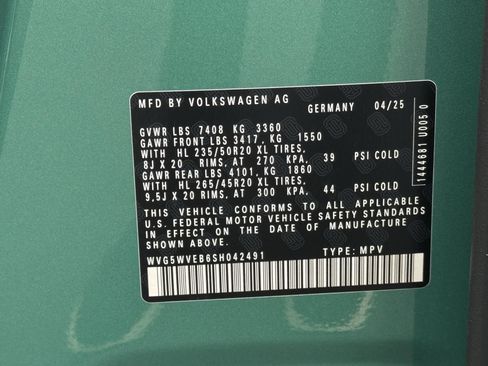 MFD BY VOLKSWAGEN AG
GERMANY 04/25
GVWR LBS 7408 KG 3360
GAWR FRONT LBS 3417, KG 1550
WITH HL 235/50R20 XL TIRES,
8J X 20 RIMS, AT 270 KPA, 39 PSI COLD
GAWR REAR LBS 4101, KG 1860
WITH HL 265/45R20 XL TIRES,
9,5J X 20 RIMS, AT 300 KPA, 44 PSI COLD
THIS VEHICLE CONFORMS TO ALL APPLICABLE
U.S. FEDERAL MOTOR VEHICLE SAFETY STANDARDS
IN EFFECT ON THE DATE OF MANUFACTURE
SHOWN ABOVE.
WVG5WVEB6SH042491
TYPE: MPV
1444681 U005 0